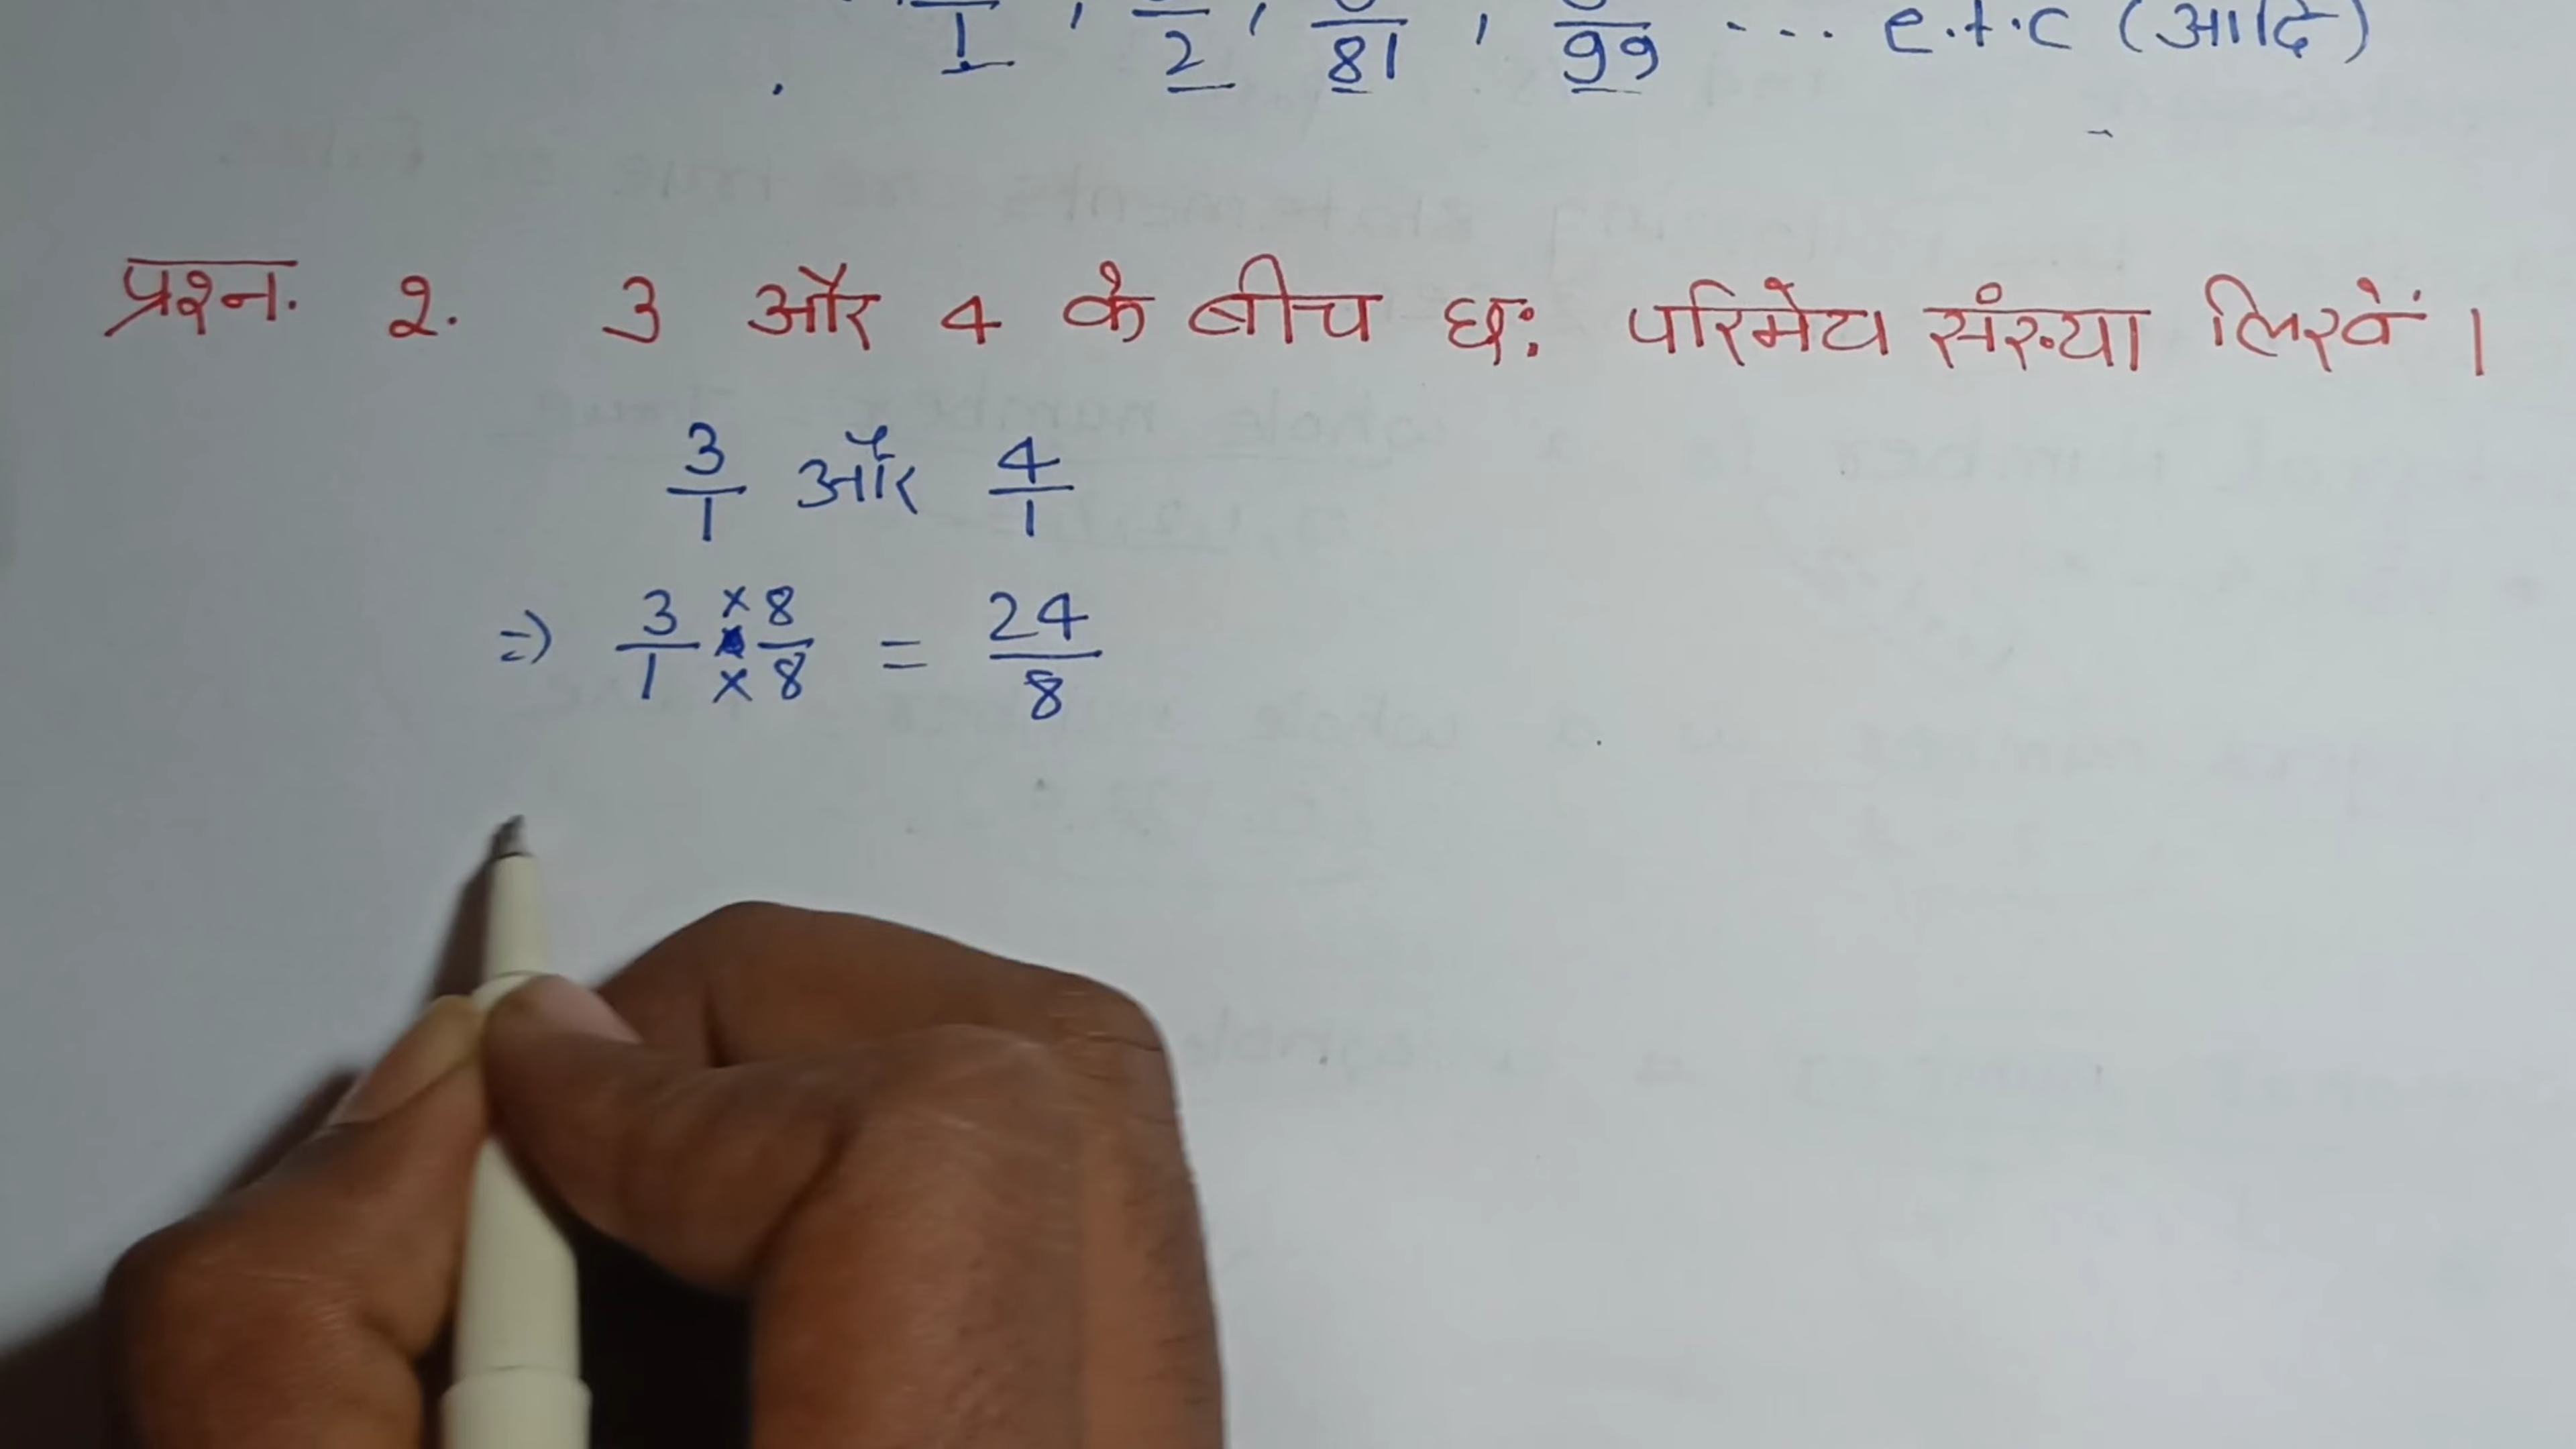 1 , 2 , 81 , 99 ... e.t.c (आदि)
प्रश्न. २. 3 और 4 के बीच छ: परिमेय संख्या लिखें ।
3/1 और 4/1
=) 3/1 × 8/8 = 24/8